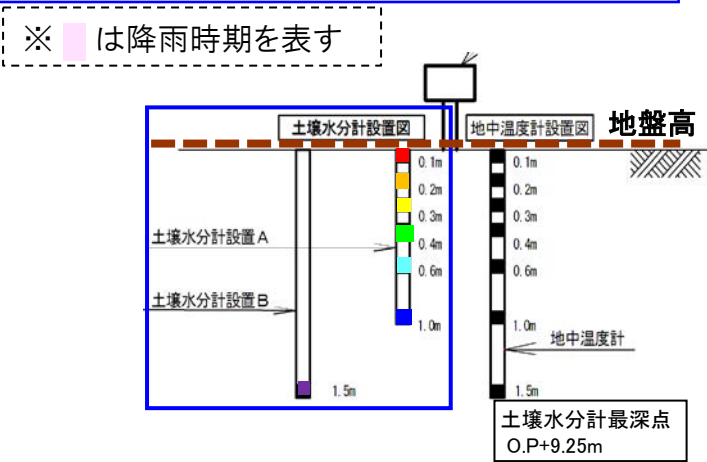 ※ は降雨時期を表す
土壌水分計設置図
地中温度計設置図
地盤高
0.1m
0.2m
0.3m
0.4m
0.6m
1.0m
土壌水分計設置A
土壌水分計設置B
1.5m
0.1m
0.2m
0.3m
0.4m
0.6m
1.0m
地中温度計
1.5m
土壌水分計最深点
O.P+9.25m